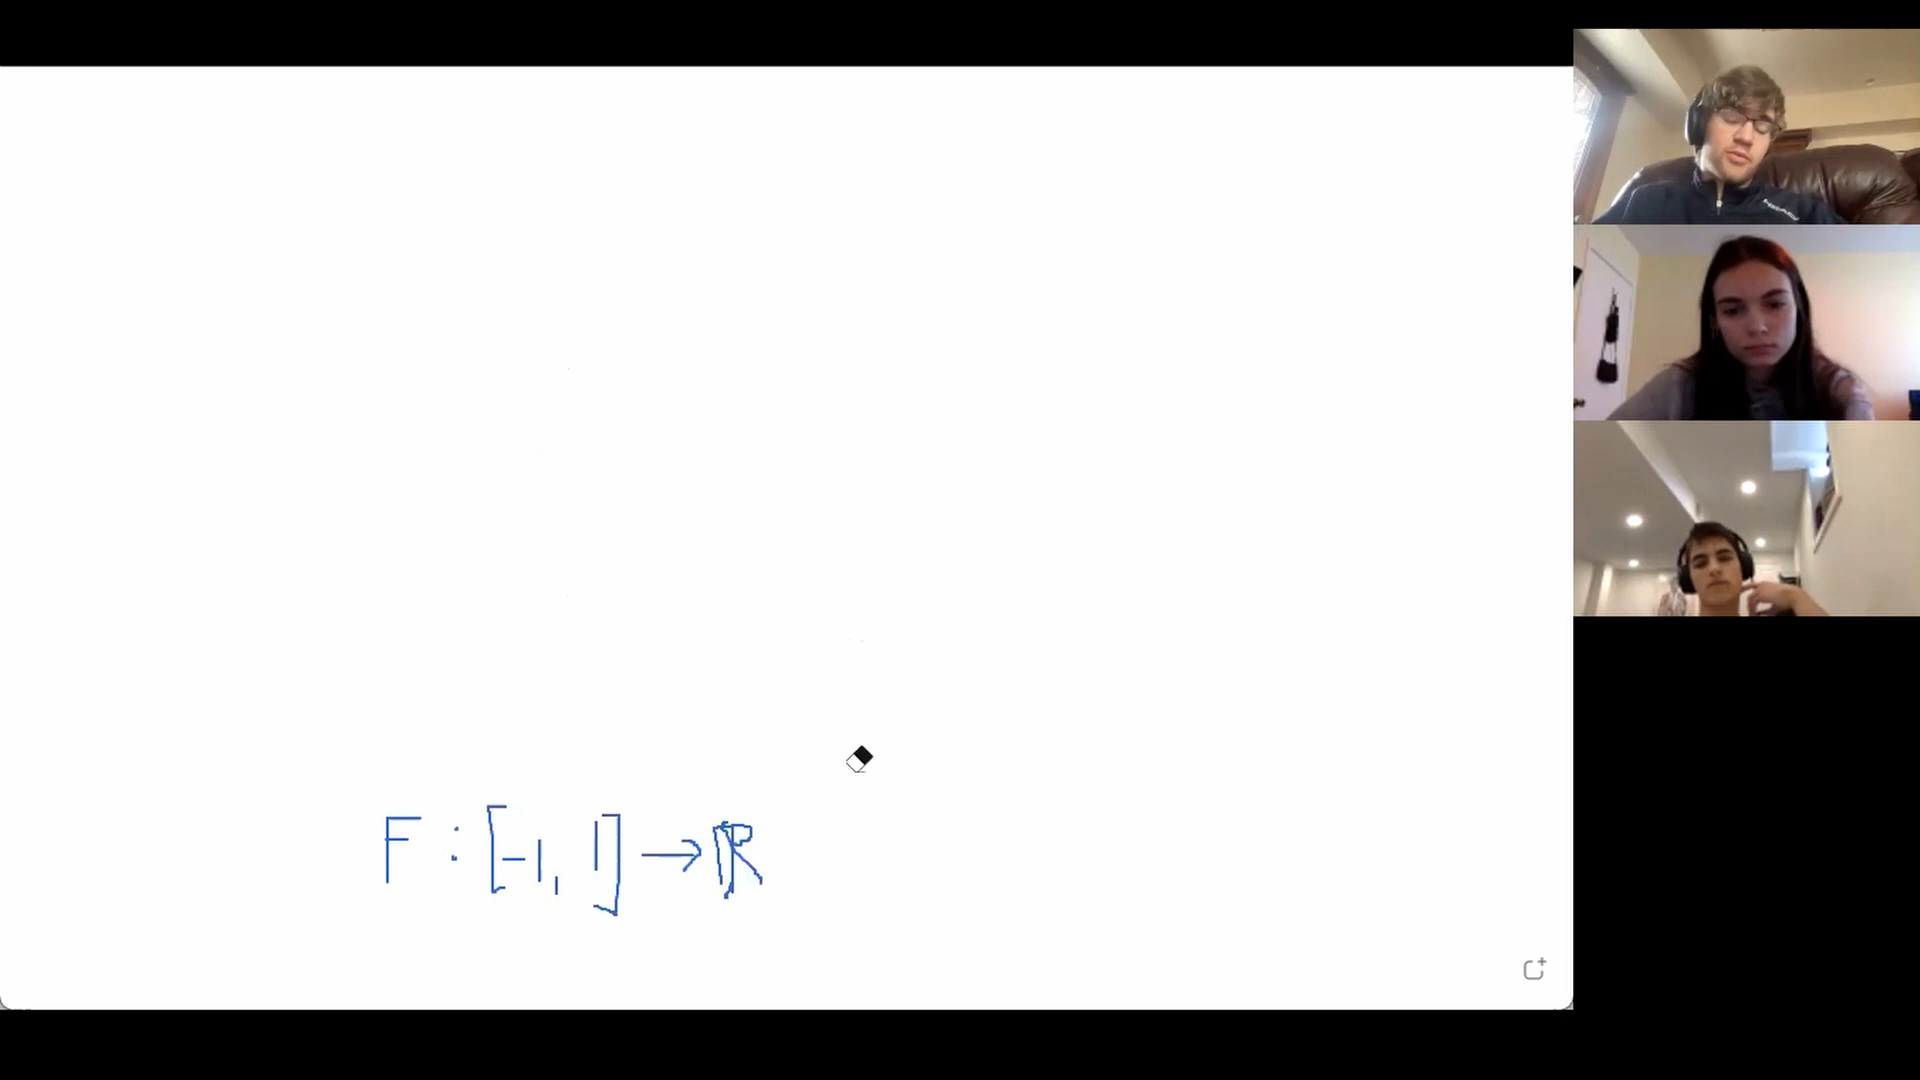 F : [-1, 1] → ℝ